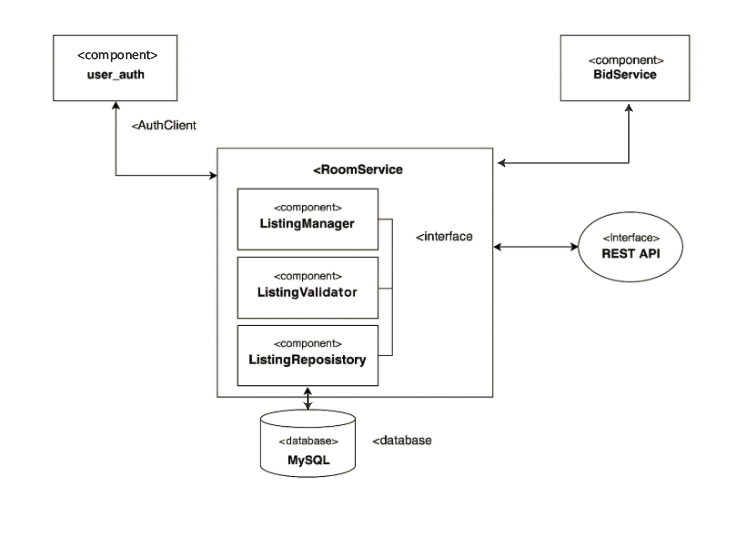 <component>
user_auth
<component>
BidService
<AuthClient
<RoomService
<component>
ListingManager
<interface
<interface>
REST API
<component>
ListingValidator
<component>
ListingReposistory
<database>
MySQL
<database